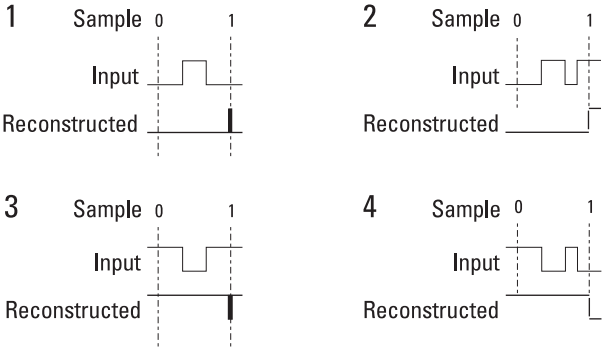 1 Sample 0 1
Input
Reconstructed
2 Sample 0 1
Input
Reconstructed
3 Sample 0 1
Input
Reconstructed
4 Sample 0 1
Input
Reconstructed